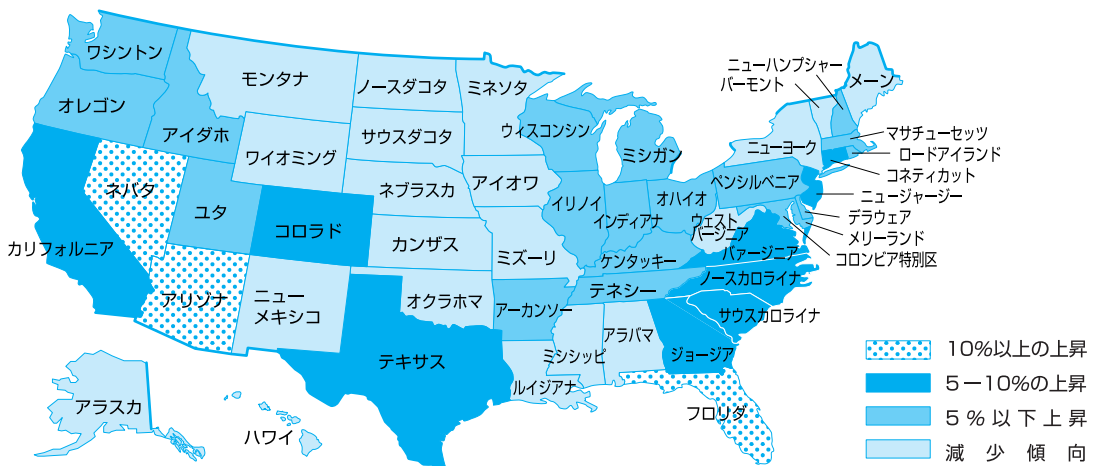 ワシントン
モンタナ
ノースダコタ
ミネソタ
ニューハンプシャー
バーモント
メーン
オレゴン
アイダホ
サウスダコタ
ウィスコンシン
ミシガン
ニューヨーク
マサチューセッツ
ロードアイランド
コネティカット
ワイオミング
ネバダ
ネブラスカ
アイオワ
ペンシルベニア
ニュージャージー
ユタ
コロラド
イリノイ
インディアナ
オハイオ
ウェスト
バージニア
デラウェア
メリーランド
コロンビア特別区
カリフォルニア
カンザス
ミズーリ
ケンタッキー
バァージニア
ノースカロライナ
アリゾナ
ニュー
メキシコ
オクラホマ
アーカンソー
テネシー
サウスカロライナ
テキサス
ミシシッピ
アラバマ
ジョージア
ルイジアナ
フロリダ
アラスカ
ハワイ
10%以上の上昇
5ー10%の上昇
5%以下上昇
減少傾向